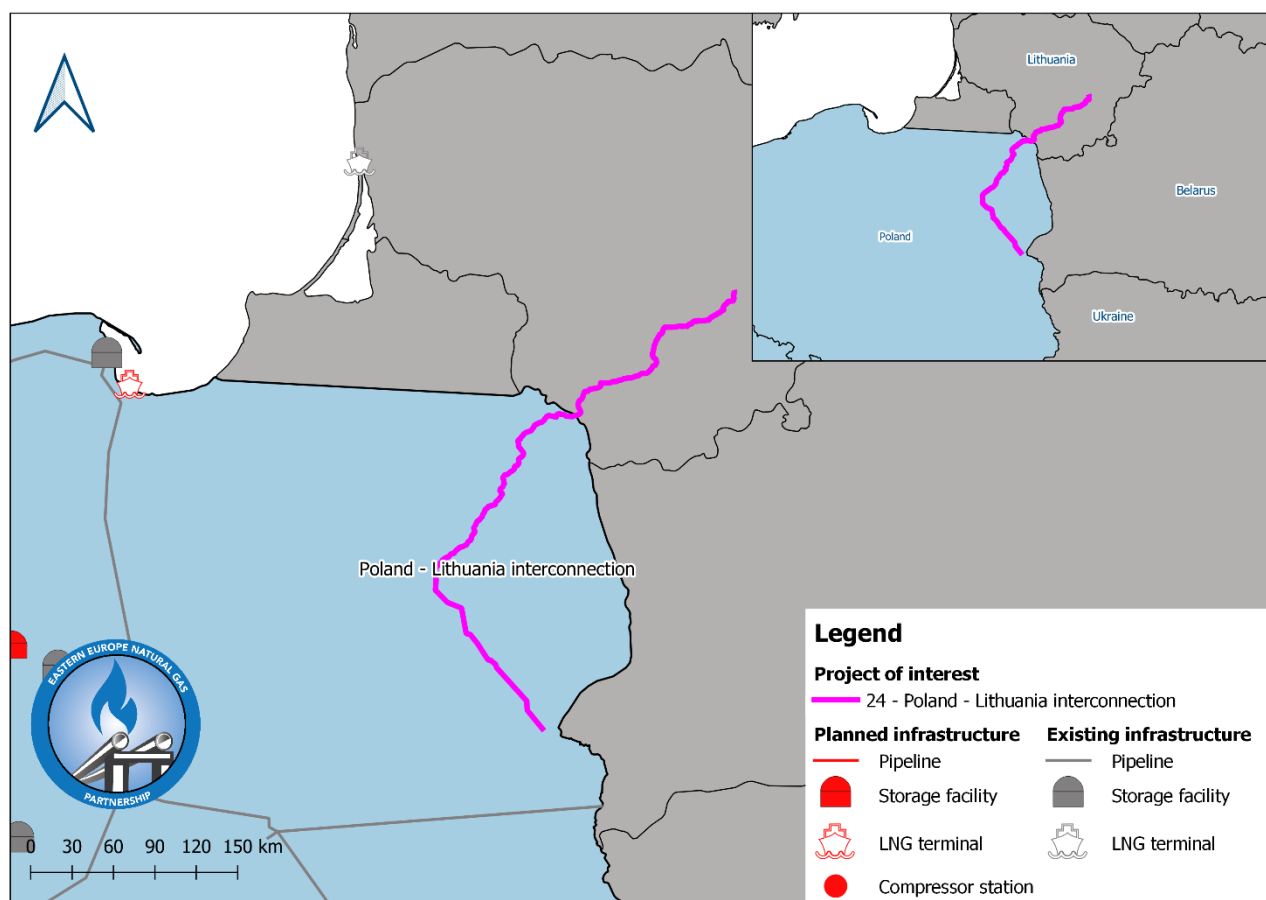 Lithuania
Belarus
Poland
Ukraine
Poland - Lithuania interconnection
EASTERN EUROPE NATURAL GAS
PARTNERSHIP
0 30 60 90 120 150 km
Legend
Project of interest
24 - Poland - Lithuania interconnection
Planned infrastructure
Existing infrastructure
Pipeline
Pipeline
Storage facility
Storage facility
LNG terminal
LNG terminal
Compressor station